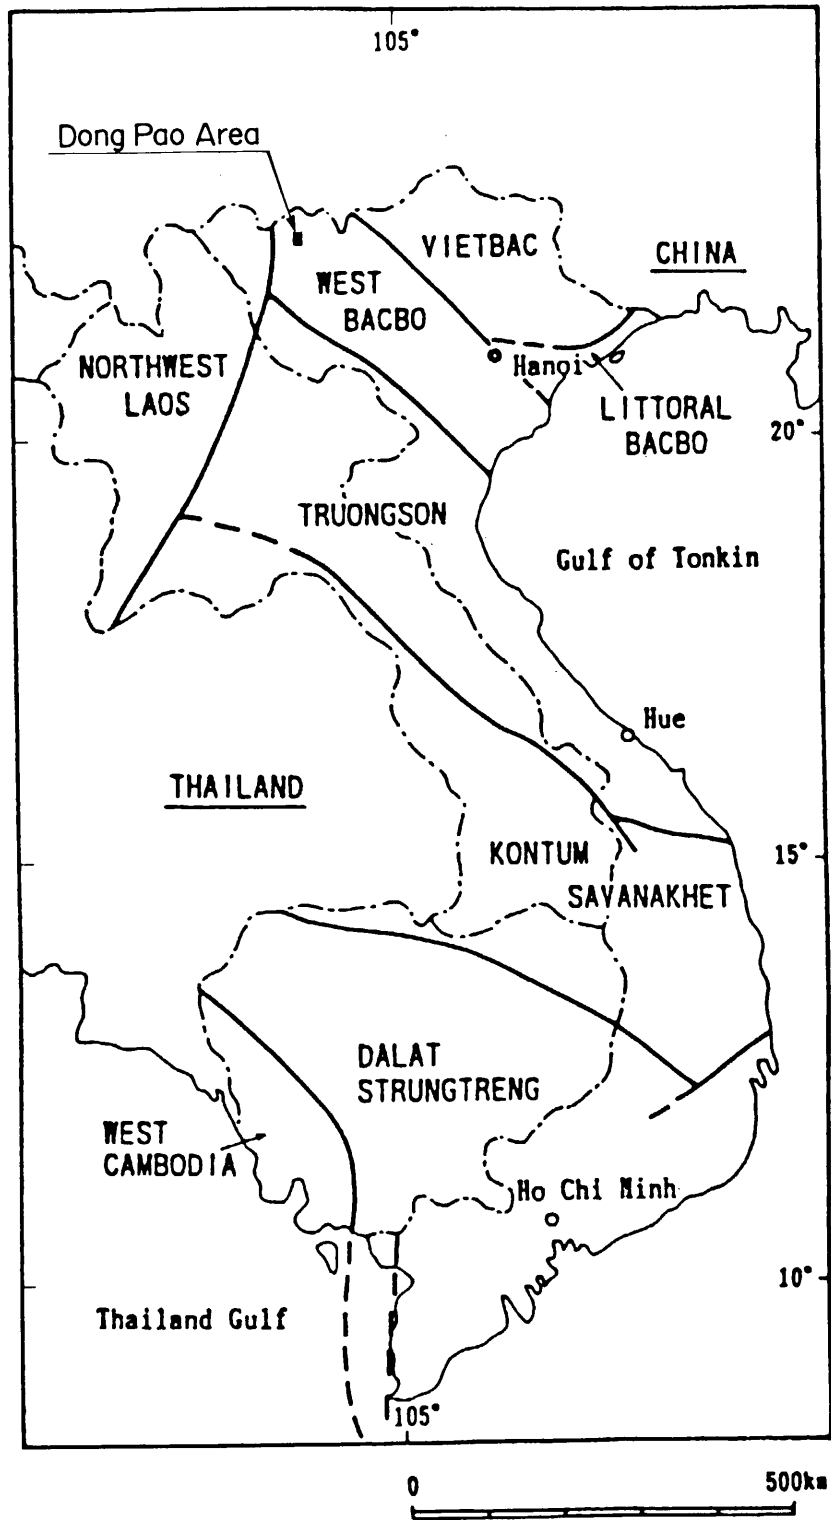 105°
Dong Pao Area
VIETBAC
CHINA
WEST
BACBO
NORTHWEST
LAOS
Hanoi
LITTORAL
BACBO
20°
TRUONGSON
Gulf of Tonkin
Hue
THAILAND
KONTUM
15°
SAVANAKHET
DALAT
STRUNGTRENG
WEST
CAMBODIA
Ho Chi Minh
10°
Thailand Gulf
105°
0
500km